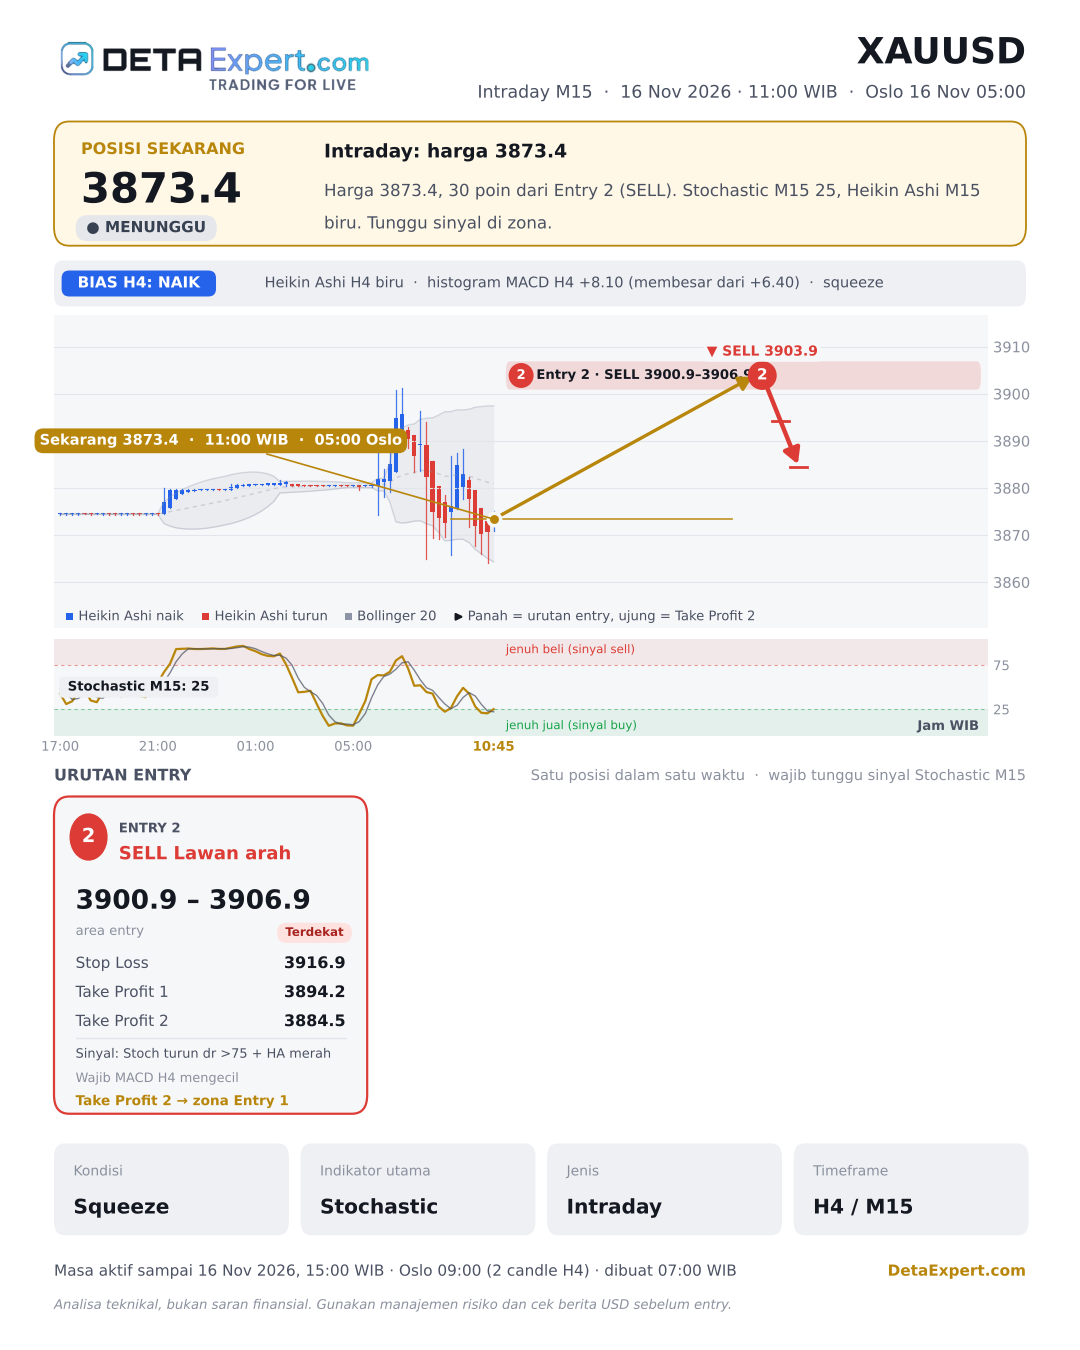 DETA Expert.com
TRADING FOR LIVE
XAUUSD
Intraday M15 · 16 Nov 2026 · 11:00 WIB · Oslo 16 Nov 05:00
POSISI SEKARANG
3873.4
● MENUNGGU
Intraday: harga 3873.4
Harga 3873.4, 30 poin dari Entry 2 (SELL). Stochastic M15 25, Heikin Ashi M15
biru. Tunggu sinyal di zona.
BIAS H4: NAIK
Heikin Ashi H4 biru · histogram MACD H4 +8.10 (membesar dari +6.40) · squeeze
▼ SELL 3903.9
2 Entry 2 · SELL 3900.9–3906.9
2
Sekarang 3873.4 · 11:00 WIB · 05:00 Oslo
3910
3900
3890
3880
3870
3860
Heikin Ashi naik
Heikin Ashi turun
Bollinger 20
Panah = urutan entry, ujung = Take Profit 2
jenuh beli (sinyal sell)
75
Stochastic M15: 25
25
jenuh jual (sinyal buy)
Jam WIB
17:00 21:00 01:00 05:00 10:45
URUTAN ENTRY
Satu posisi dalam satu waktu · wajib tunggu sinyal Stochastic M15
2
ENTRY 2
SELL Lawan arah
3900.9 – 3906.9
area entry
Terdekat
Stop Loss 3916.9
Take Profit 1 3894.2
Take Profit 2 3884.5
Sinyal: Stoch turun dr >75 + HA merah
Wajib MACD H4 mengecil
Take Profit 2 → zona Entry 1
Kondisi
Squeeze
Indikator utama
Stochastic
Jenis
Intraday
Timeframe
H4 / M15
Masa aktif sampai 16 Nov 2026, 15:00 WIB · Oslo 09:00 (2 candle H4) · dibuat 07:00 WIB
DetaExpert.com
Analisa teknikal, bukan saran finansial. Gunakan manajemen risiko dan cek berita USD sebelum entry.